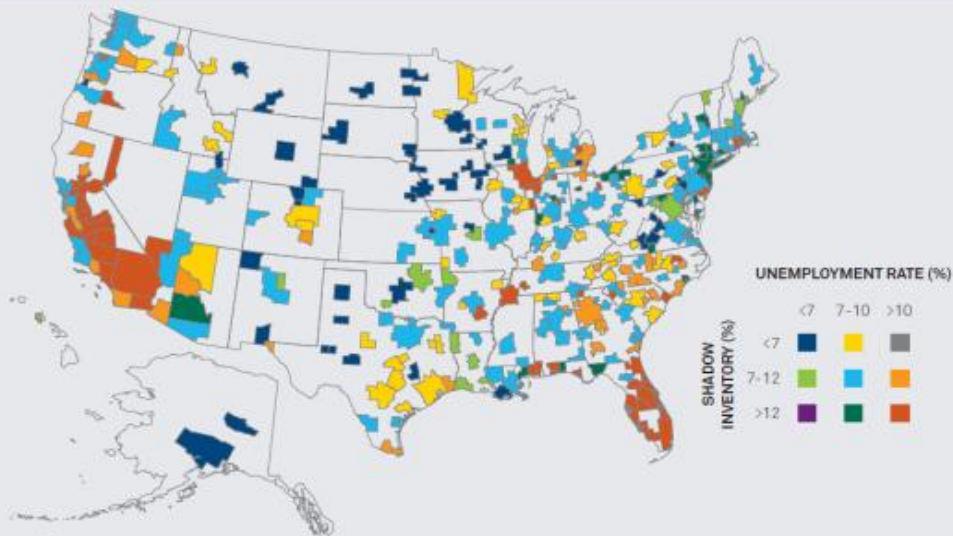 UNEMPLOYMENT RATE (%)
<7 7-10 >10
SHADOW
INVENTORY (%)
<7
7-12
>12